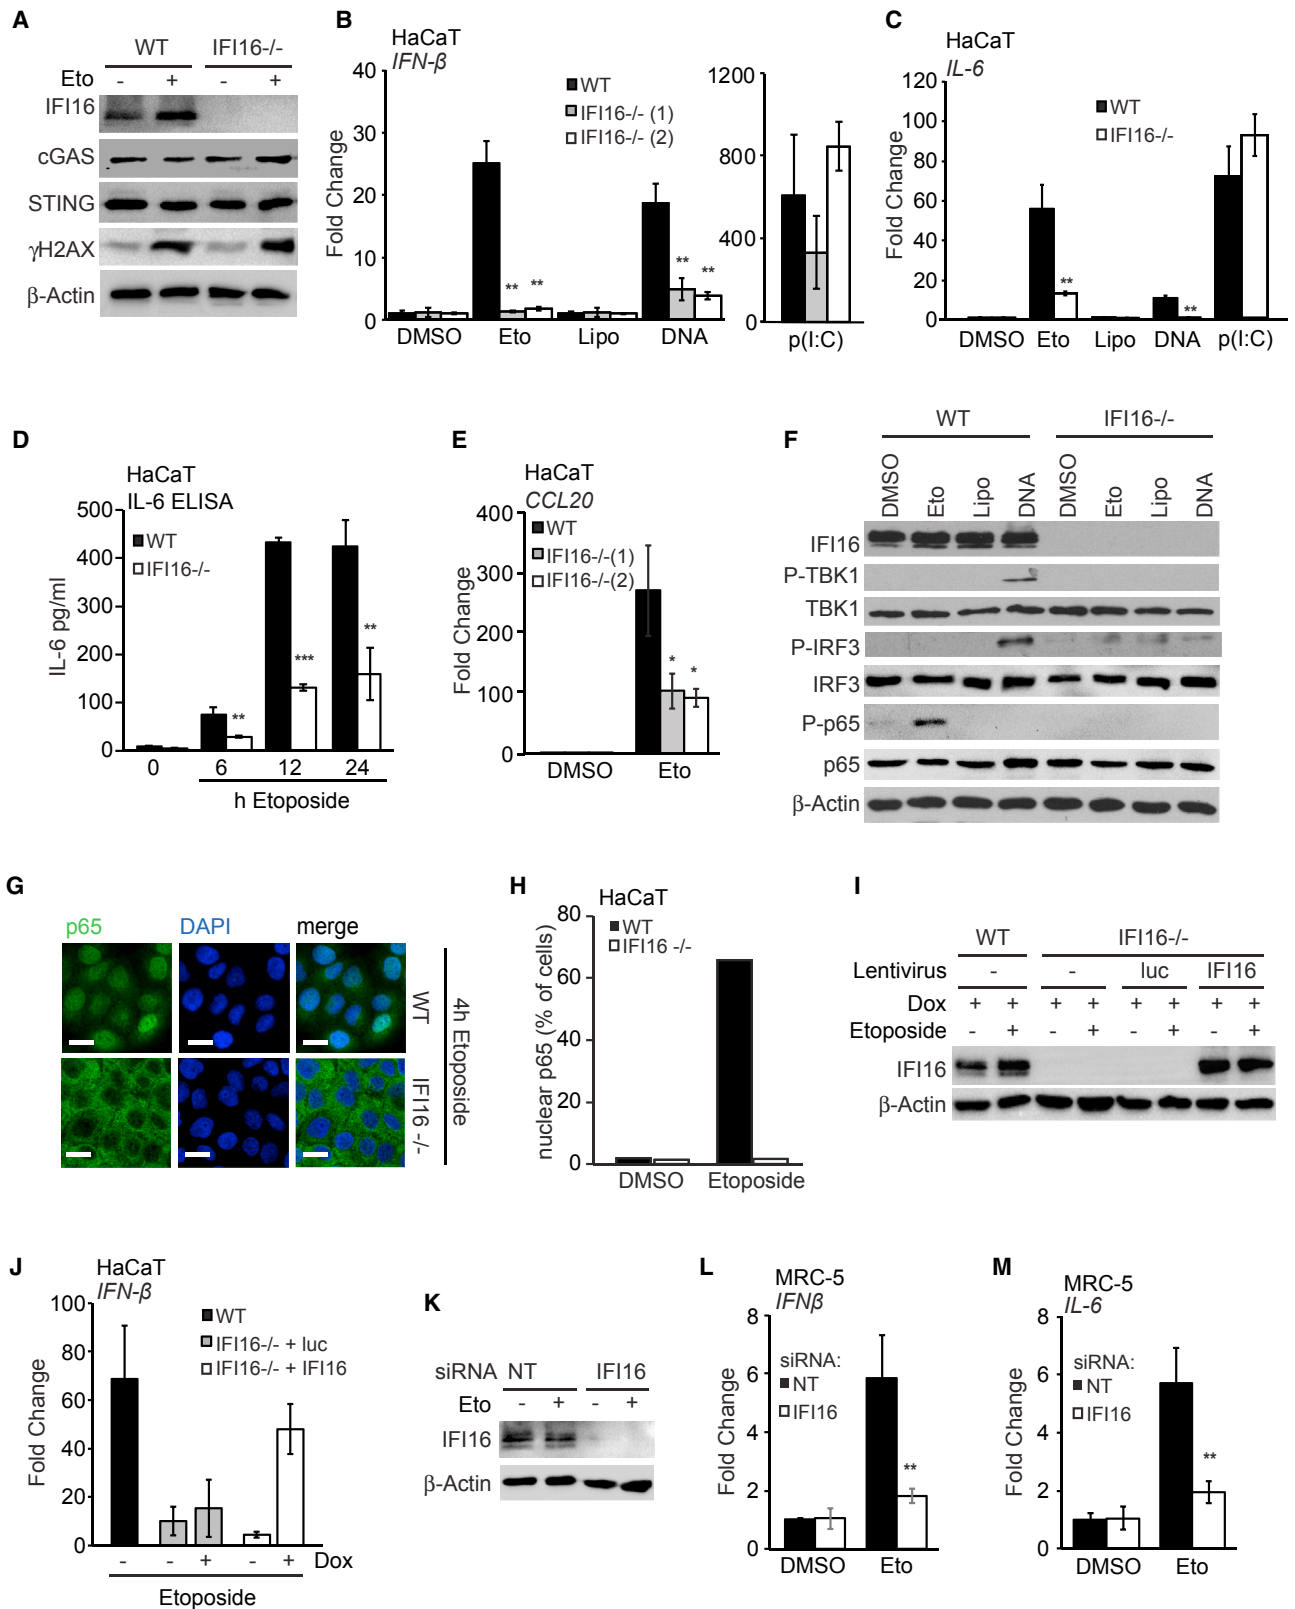 A
WT IFI16-/-
Eto - + - +
IFI16
cGAS
STING
γH2AX
β-Actin
B
HaCaT
IFN-β
WT
IFI16-/- (1)
IFI16-/- (2)
Fold Change
40
30
20
10
0
DMSO Eto Lipo DNA
** ** ** **
1200
800
400
0
p(I:C)
C
HaCaT
IL-6
WT
IFI16-/-
Fold Change
120
100
80
60
40
20
0
** **
DMSO Eto Lipo DNA p(I:C)
D
HaCaT
IL-6 ELISA
WT
IFI16-/-
IL-6 pg/ml
500
400
300
200
100
0
** *** **
0 6 12 24
h Etoposide
E
HaCaT
CCL20
WT
IFI16-/-(1)
IFI16-/-(2)
Fold Change
400
300
200
100
0
* *
DMSO Eto
F
WT IFI16-/-
DMSO Eto Lipo DNA DMSO Eto Lipo DNA
IFI16
P-TBK1
TBK1
P-IRF3
IRF3
P-p65
p65
β-Actin
G
p65 DAPI merge
WT
IFI16 -/-
4h Etoposide
H
HaCaT
WT
IFI16 -/-
nuclear p65 (% of cells)
80
60
40
20
0
DMSO Etoposide
I
WT IFI16-/-
Lentivirus - - luc IFI16
Dox + + + + + + + +
Etoposide - + - + - + - +
IFI16
β-Actin
J
HaCaT
IFN-β
WT
IFI16-/- + luc
IFI16-/- + IFI16
Fold Change
100
80
60
40
20
0
- - + - + Dox
Etoposide
K
siRNA NT IFI16
Eto - + - +
IFI16
β-Actin
L
MRC-5
IFNβ
siRNA:
NT
IFI16
Fold Change
8
6
4
2
0
**
DMSO Eto
M
MRC-5
IL-6
siRNA:
NT
IFI16
Fold Change
8
6
4
2
0
**
DMSO Eto